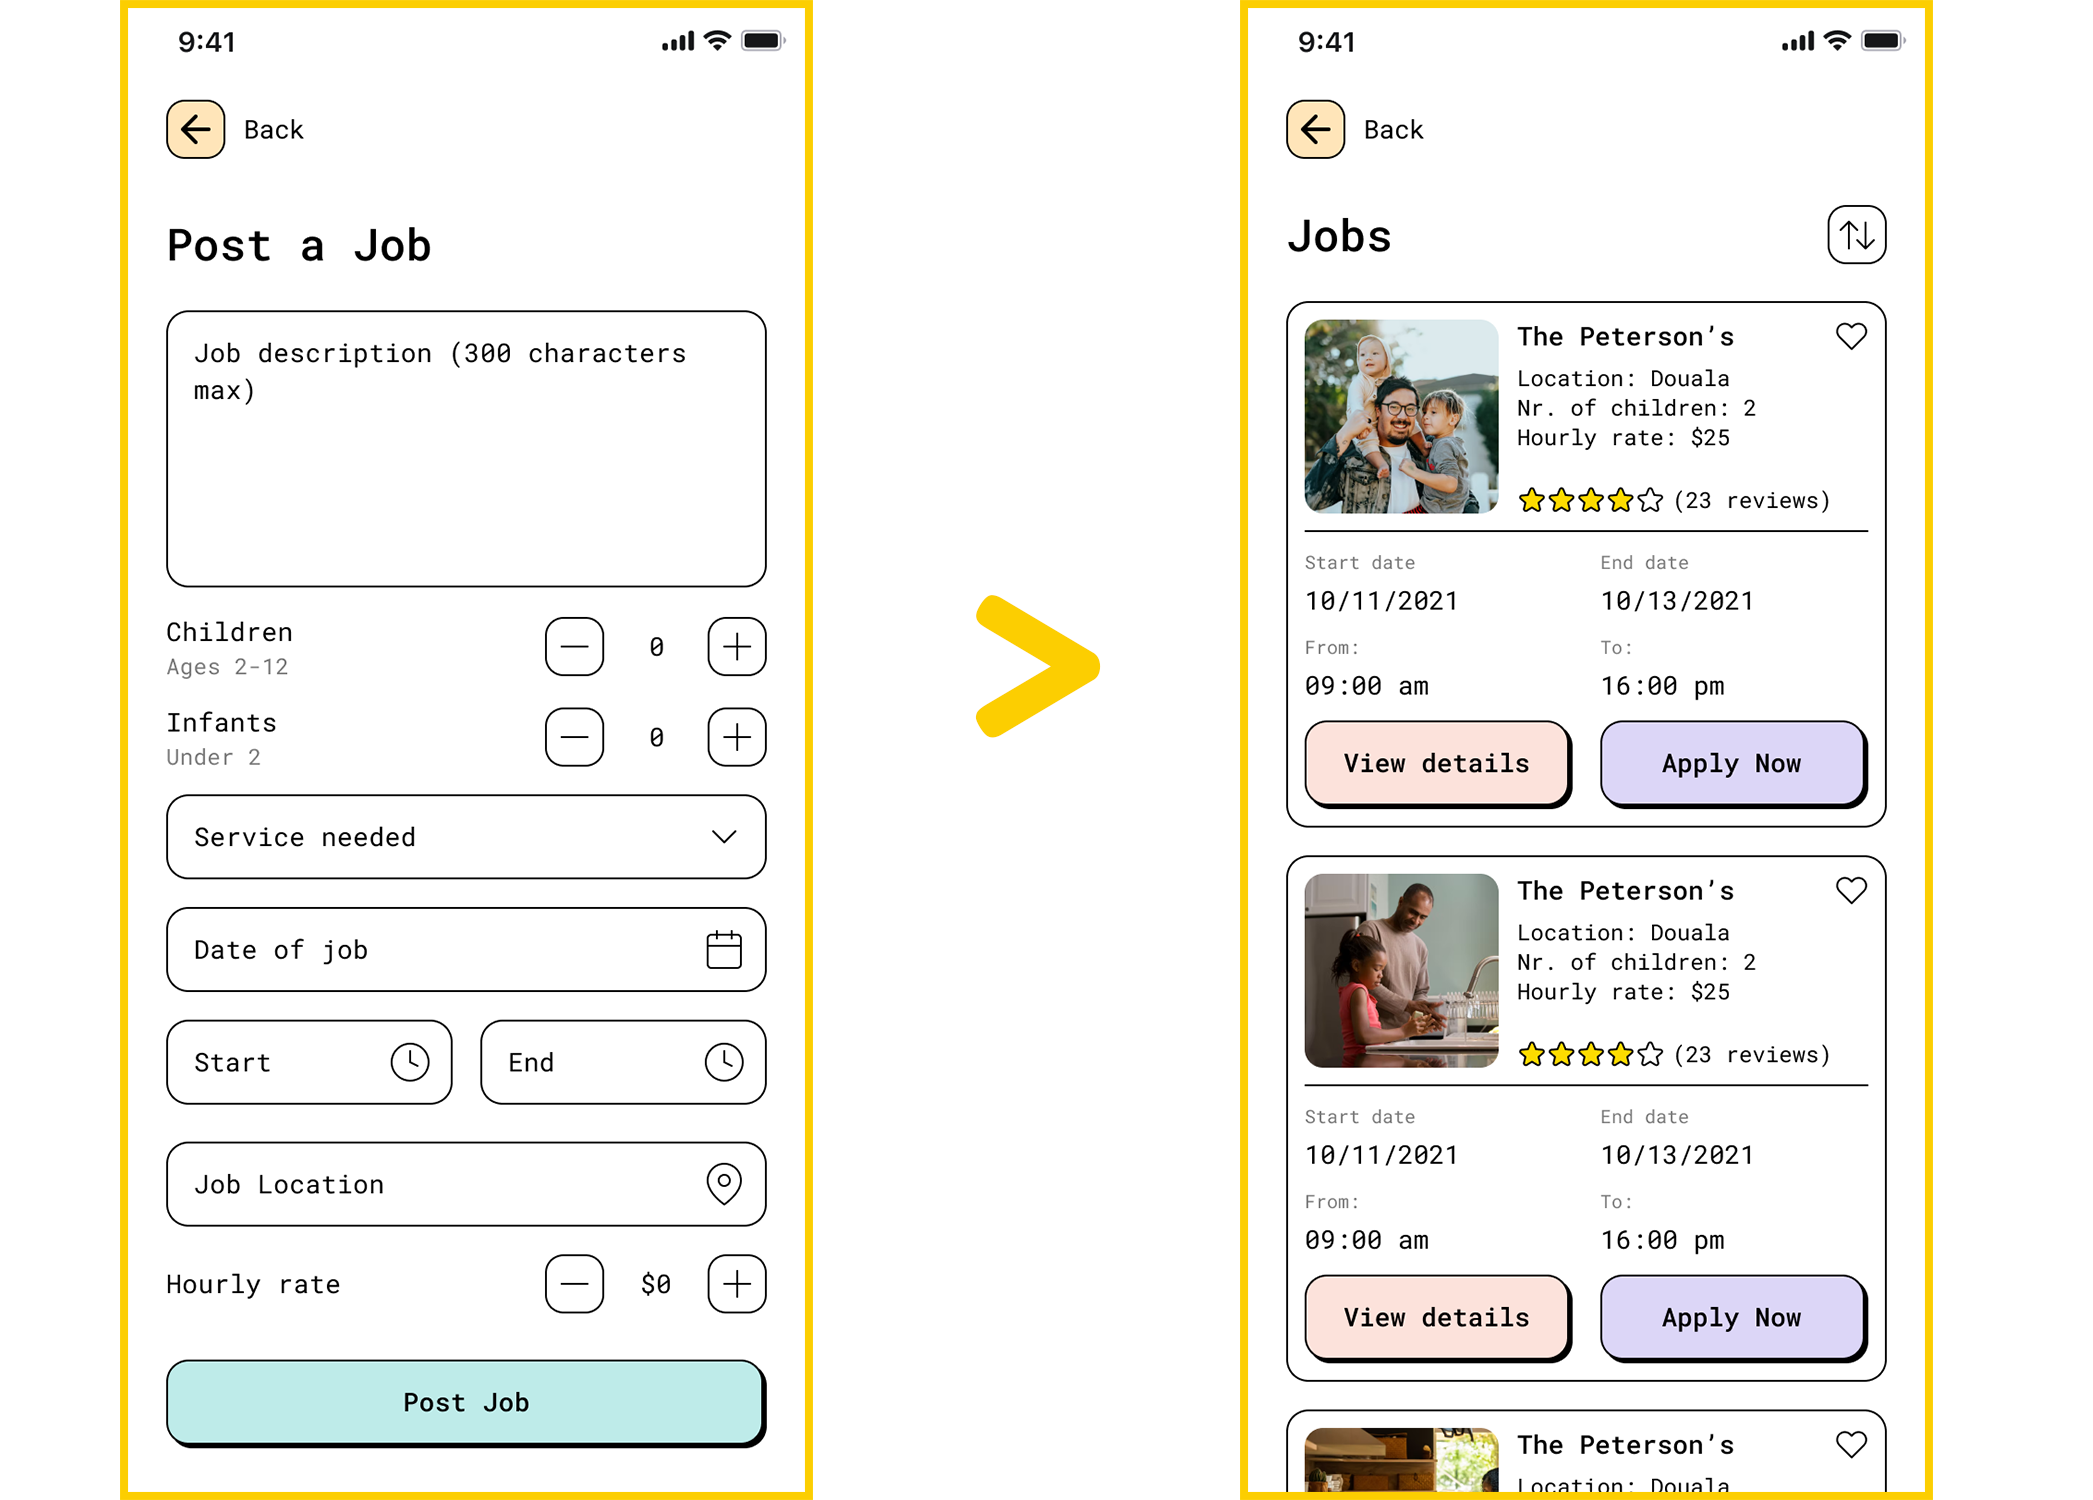 9:41
Back
Post a Job
Job description (300 characters
max)
Children
Ages 2-12
0
Infants
Under 2
0
Service needed
Date of job
Start
End
Job Location
Hourly rate
$0
Post Job
9:41
Back
Jobs
The Peterson’s
Location: Douala
Nr. of children: 2
Hourly rate: $25
(23 reviews)
Start date
End date
10/11/2021
10/13/2021
From:
To:
09:00 am
16:00 pm
View details
Apply Now
The Peterson’s
Location: Douala
Nr. of children: 2
Hourly rate: $25
(23 reviews)
Start date
End date
10/11/2021
10/13/2021
From:
To:
09:00 am
16:00 pm
View details
Apply Now
The Peterson’s
Location: Douala